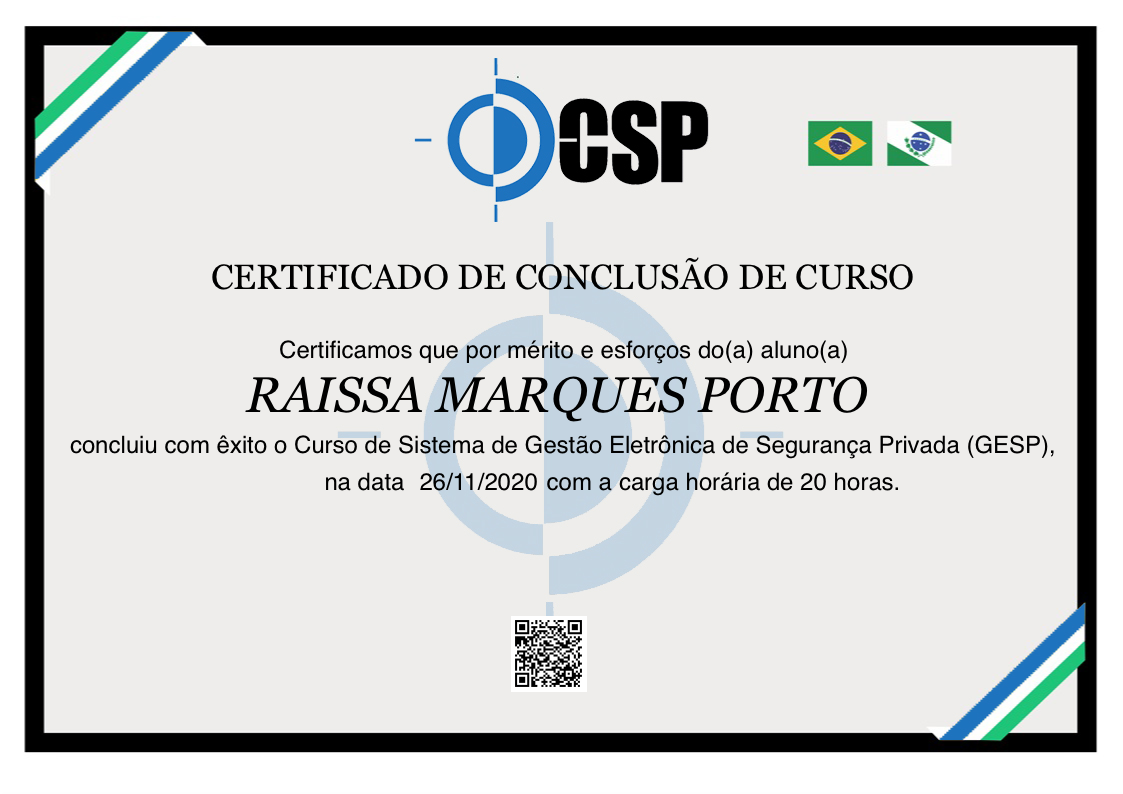 CSP
CERTIFICADO DE CONCLUSÃO DE CURSO
Certificamos que por mérito e esforços do(a) aluno(a)
RAISSA MARQUES PORTO
concluiu com êxito o Curso de Sistema de Gestão Eletrônica de Segurança Privada (GESP),
na data 26/11/2020 com a carga horária de 20 horas.